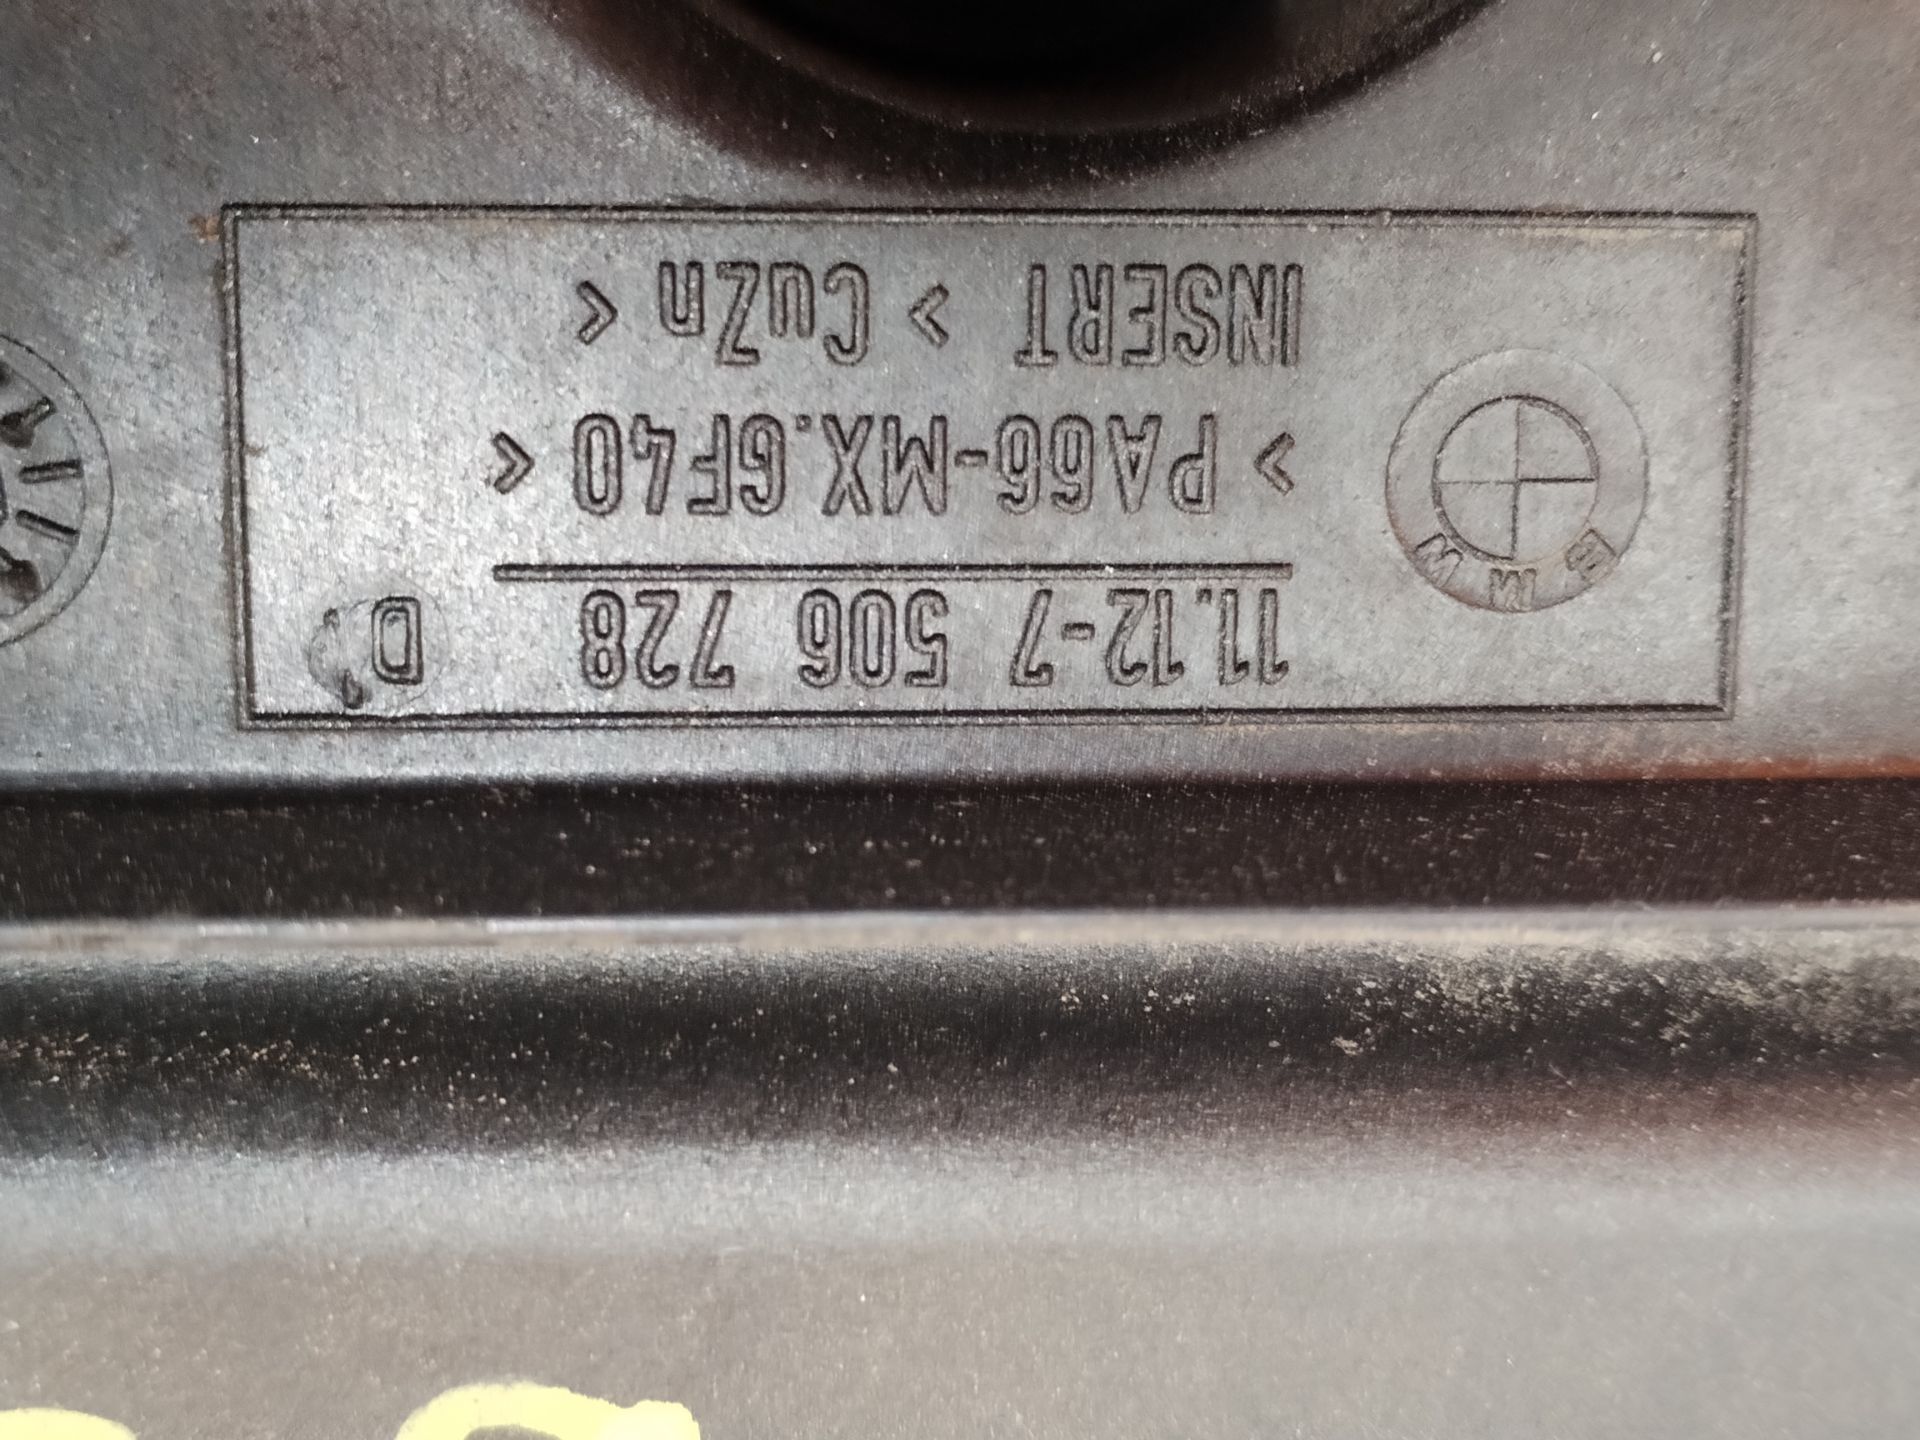 BMW
11.12-7 506 728 D
>PA66-MX.GF40<
INSERT >CuZn<